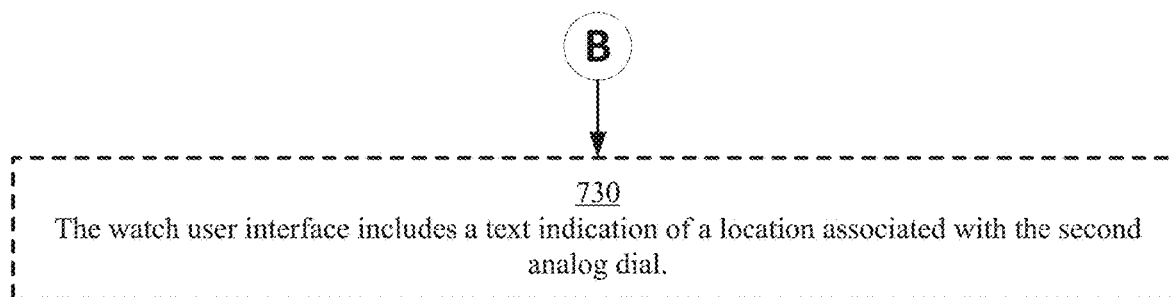 B
730
The watch user interface includes a text indication of a location associated with the second
analog dial.